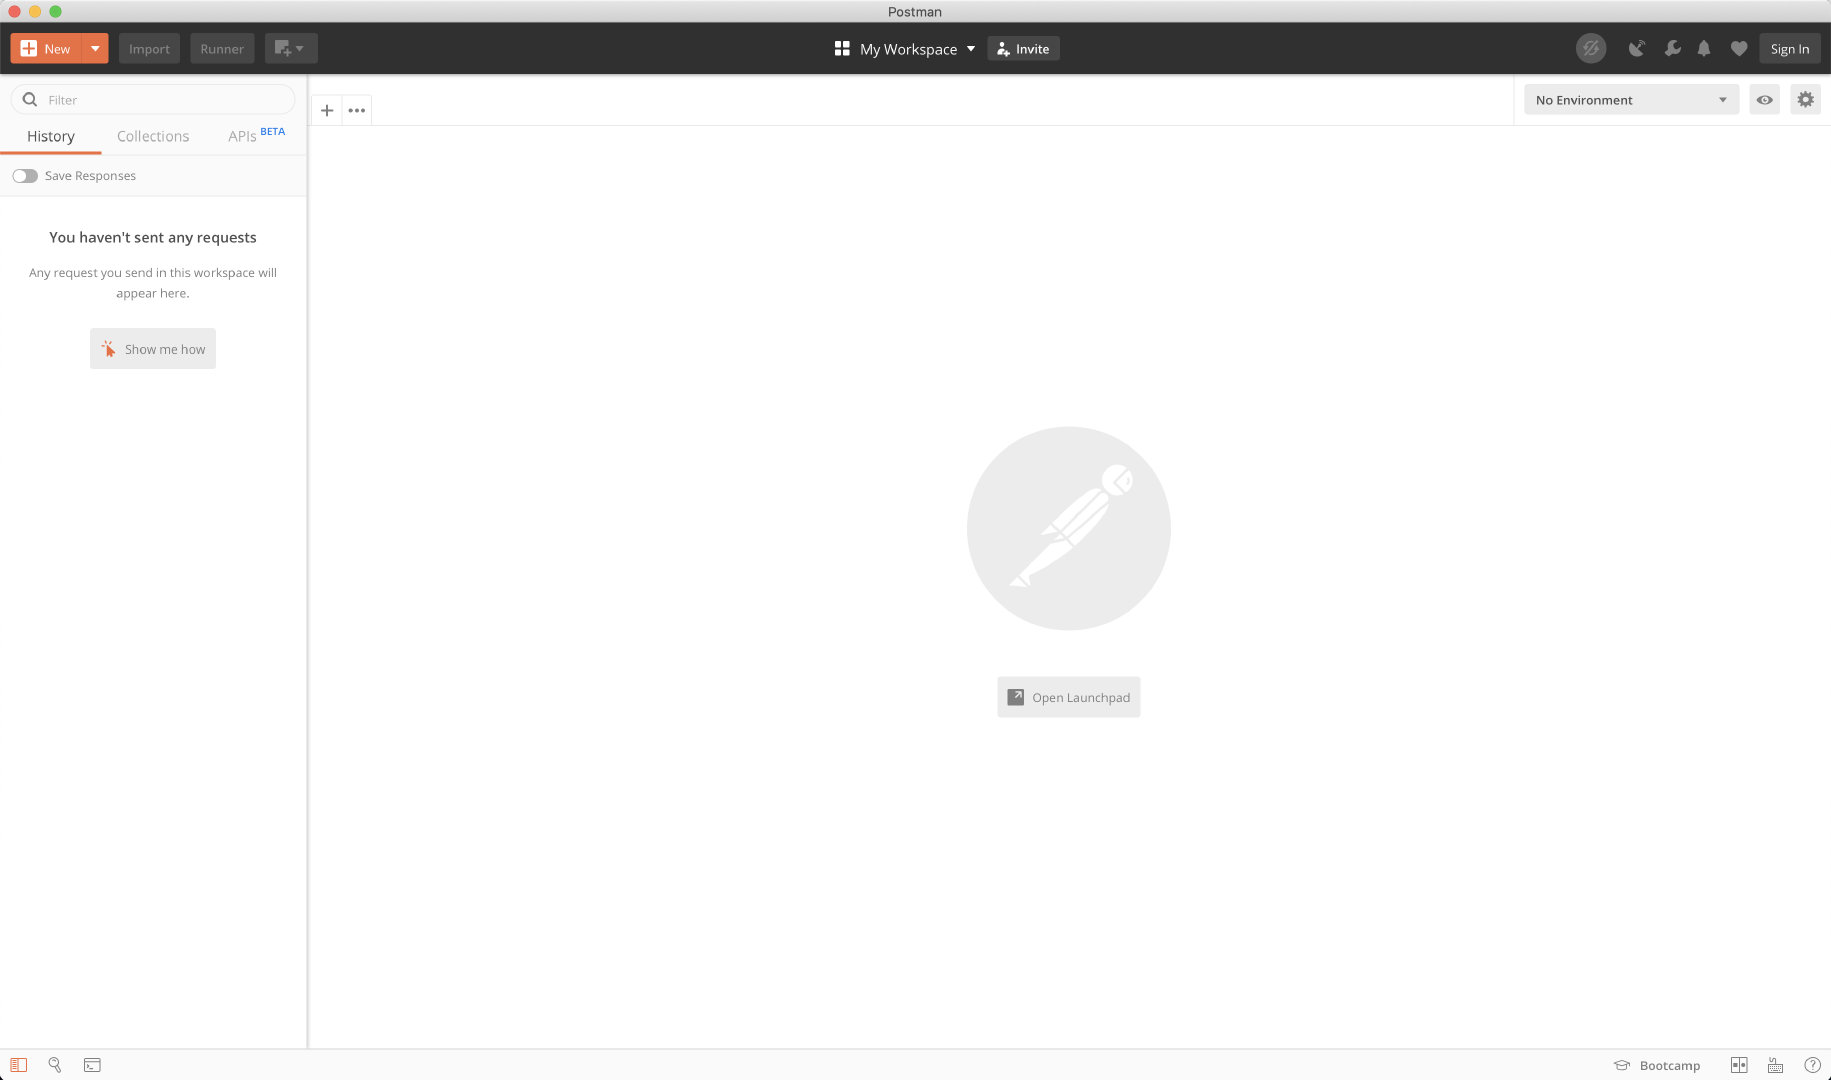 Postman
New
Import
Runner
My Workspace
Invite
Sign In
Filter
No Environment
History
Collections
APIs BETA
Save Responses
You haven't sent any requests
Any request you send in this workspace will
appear here.
Show me how
Open Launchpad
Bootcamp